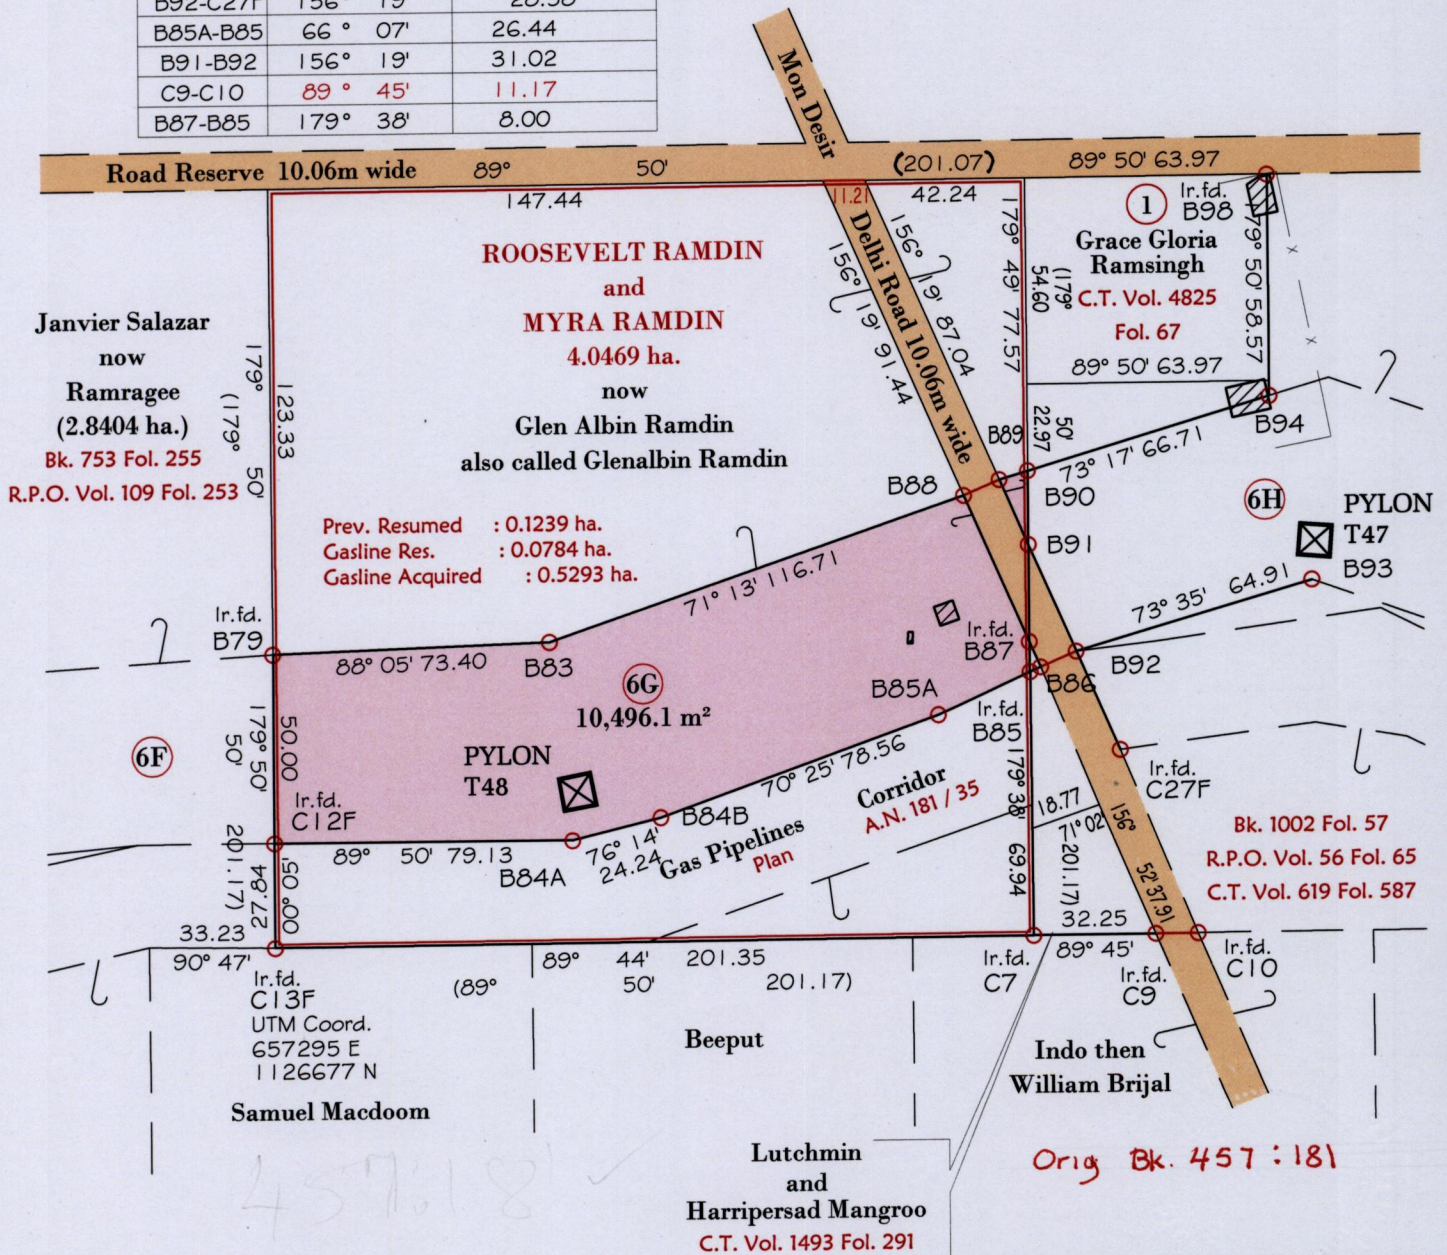 B92-C27F 156° 19'
B85A-B85 66° 07' 26.44
B91-B92 156° 19' 31.02
C9-C10 89° 45' 11.17
B87-B85 179° 38' 8.00
Mon Desir
Road Reserve 10.06m wide 89° 50' (201.07) 89° 50' 63.97
147.44
11.21
42.24
Ir.fd.
B98
1
Grace Gloria
Ramsingh
C.T. Vol. 4825
Fol. 67
79° 50' 58.57
89° 50' 63.97
179° 49' 77.57
(179°
54.60
50'
22.97
Delhi Road 10.06m wide
156° 19' 87.04
156° 19' 91.44
ROOSEVELT RAMDIN
and
MYRA RAMDIN
4.0469 ha.
now
Glen Albin Ramdin
also called Glenalbin Ramdin
Janvier Salazar
now
Ramragee
(2.8404 ha.)
Bk. 753 Fol. 255
R.P.O. Vol. 109 Fol. 253
179°
123.33
(179° 50'
Prev. Resumed : 0.1239 ha.
Gasline Res. : 0.0784 ha.
Gasline Acquired : 0.5293 ha.
B89
B88
B90
B91
73° 17' 66.71
B94
6H
PYLON
T47
B93
73° 35' 64.91
71° 13' 116.71
Ir.fd.
B79
88° 05' 73.40
B83
Ir.fd.
B87
B86
B92
B85A
6G
10,496.1 m²
Ir.fd.
B85
6F
179° 50'
50.00
50'
201.17)
PYLON
T48
Ir.fd.
C12F
70° 25' 78.56
B84B
76° 14'
24.24
89° 50' 79.13
B84A
Gas Pipelines Corridor
Plan A.N. 181 / 35
179° 38'
69.94
18.77
71° 02'
-201.17)
156° 52' 37.91
Ir.fd.
C27F
Bk. 1002 Fol. 57
R.P.O. Vol. 56 Fol. 65
C.T. Vol. 619 Fol. 587
27.87
50' 00"
33.23
90° 47'
Ir.fd.
C13F
UTM Coord.
657295 E
1126677 N
89° 44' 201.35
(89° 50' 201.17)
32.25
89° 45'
Ir.fd.
C7
Ir.fd.
C9
Ir.fd.
C10
Beeput
Samuel Macdoom
Indo then
William Brijal
Lutchmin
and
Harripersad Mangroo
C.T. Vol. 1493 Fol. 291
Orig Bk. 457 : 181